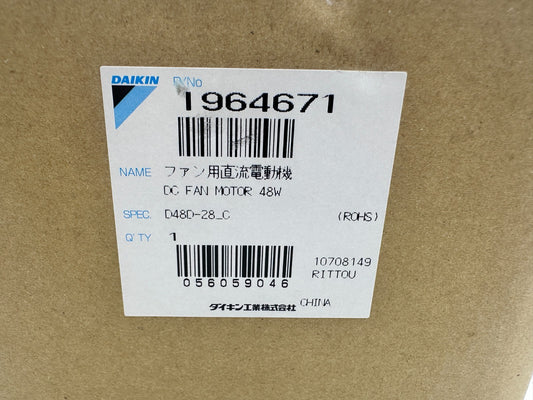 DAIKIN P/No
1964671
NAME ファン用直流電動機
DC FAN MOTOR 48W
SPEC. D48D-28_C (ROHS)
Q'TY 1
10708149
RITTOU
056059046
ダイキン工業株式会社 CHINA